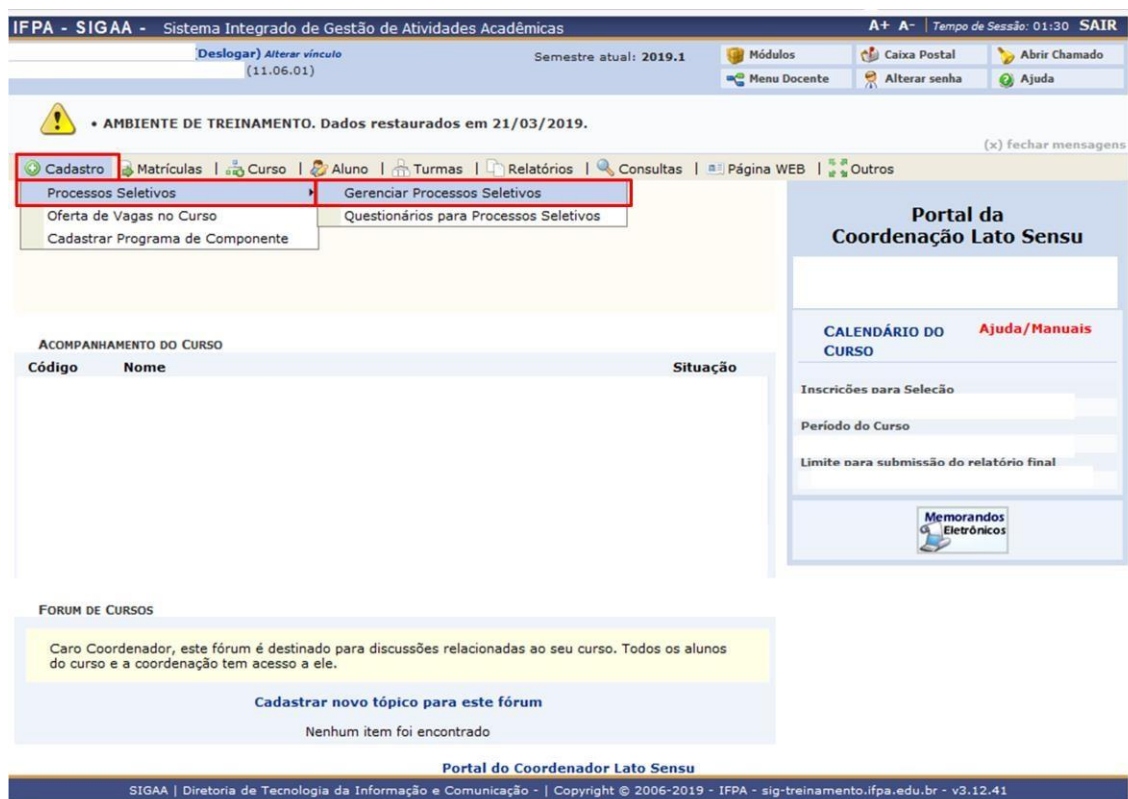 IFPA - SIGAA - Sistema Integrado de Gestão de Atividades Acadêmicas A+ A- | Tempo de Sessão: 01:30 SAIR
Deslogar) Alterar vínculo Semestre atual: 2019.1 Módulos Caixa Postal Abrir Chamado
(11.06.01) Menu Docente Alterar senha Ajuda
• AMBIENTE DE TREINAMENTO. Dados restaurados em 21/03/2019.
(x) fechar mensagens
Cadastro Matrículas | Curso | Aluno | Turmas | Relatórios | Consultas | Página WEB | Outros
Processos Seletivos Gerenciar Processos Seletivos
Oferta de Vagas no Curso Questionários para Processos Seletivos
Cadastrar Programa de Componente
Portal da
Coordenação Lato Sensu
CALENDÁRIO DO CURSO Ajuda/Manuais
Inscrições para Seleção
Período do Curso
Limite para submissão do relatório final
Memorandos
Eletrônicos
ACOMPANHAMENTO DO CURSO
Código Nome Situação
FORUM DE CURSOS
Caro Coordenador, este fórum é destinado para discussões relacionadas ao seu curso. Todos os alunos
do curso e a coordenação tem acesso a ele.
Cadastrar novo tópico para este fórum
Nenhum item foi encontrado
Portal do Coordenador Lato Sensu
SIGAA | Diretoria de Tecnologia da Informação e Comunicação - | Copyright © 2006-2019 - IFPA - sig-treinamento.ifpa.edu.br - v3.12.41